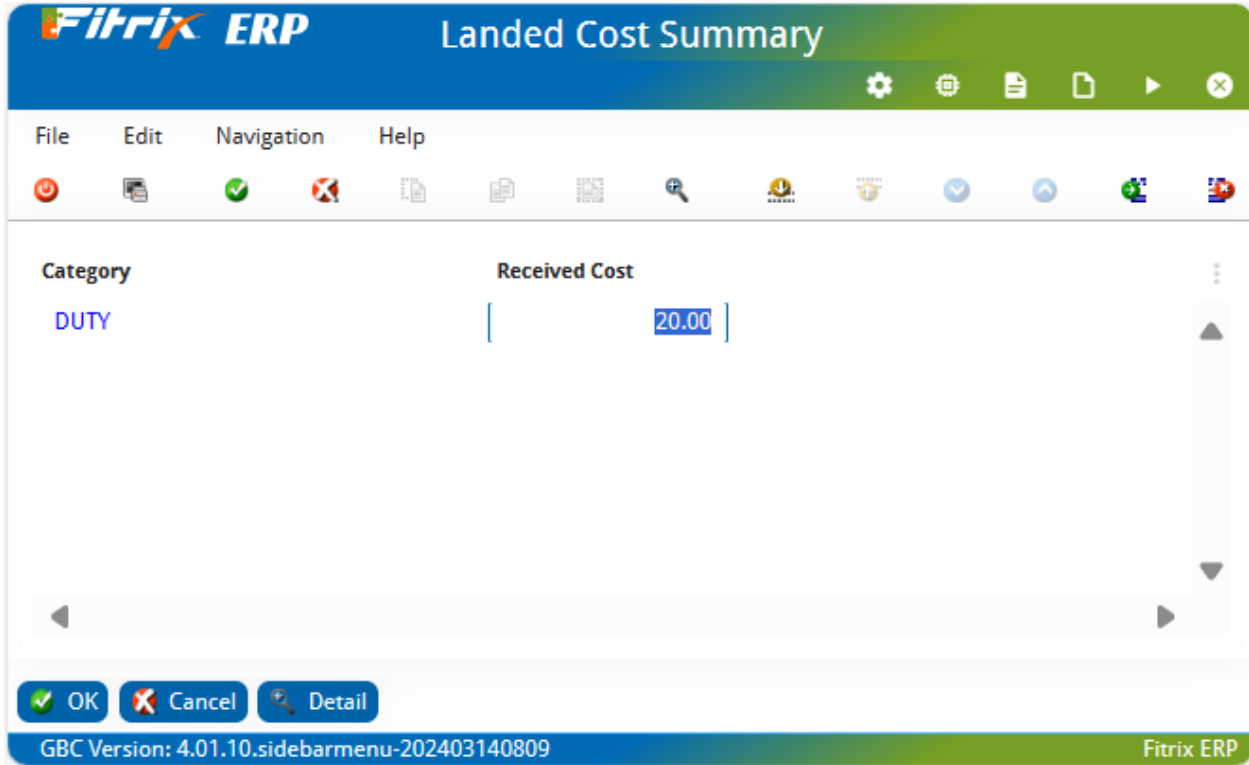 Fitrix ERP
Landed Cost Summary
File Edit Navigation Help
Category Received Cost
DUTY 20.00
OK Cancel Detail
GBC Version: 4.01.10.sidebarmenu-202403140809 Fitrix ERP